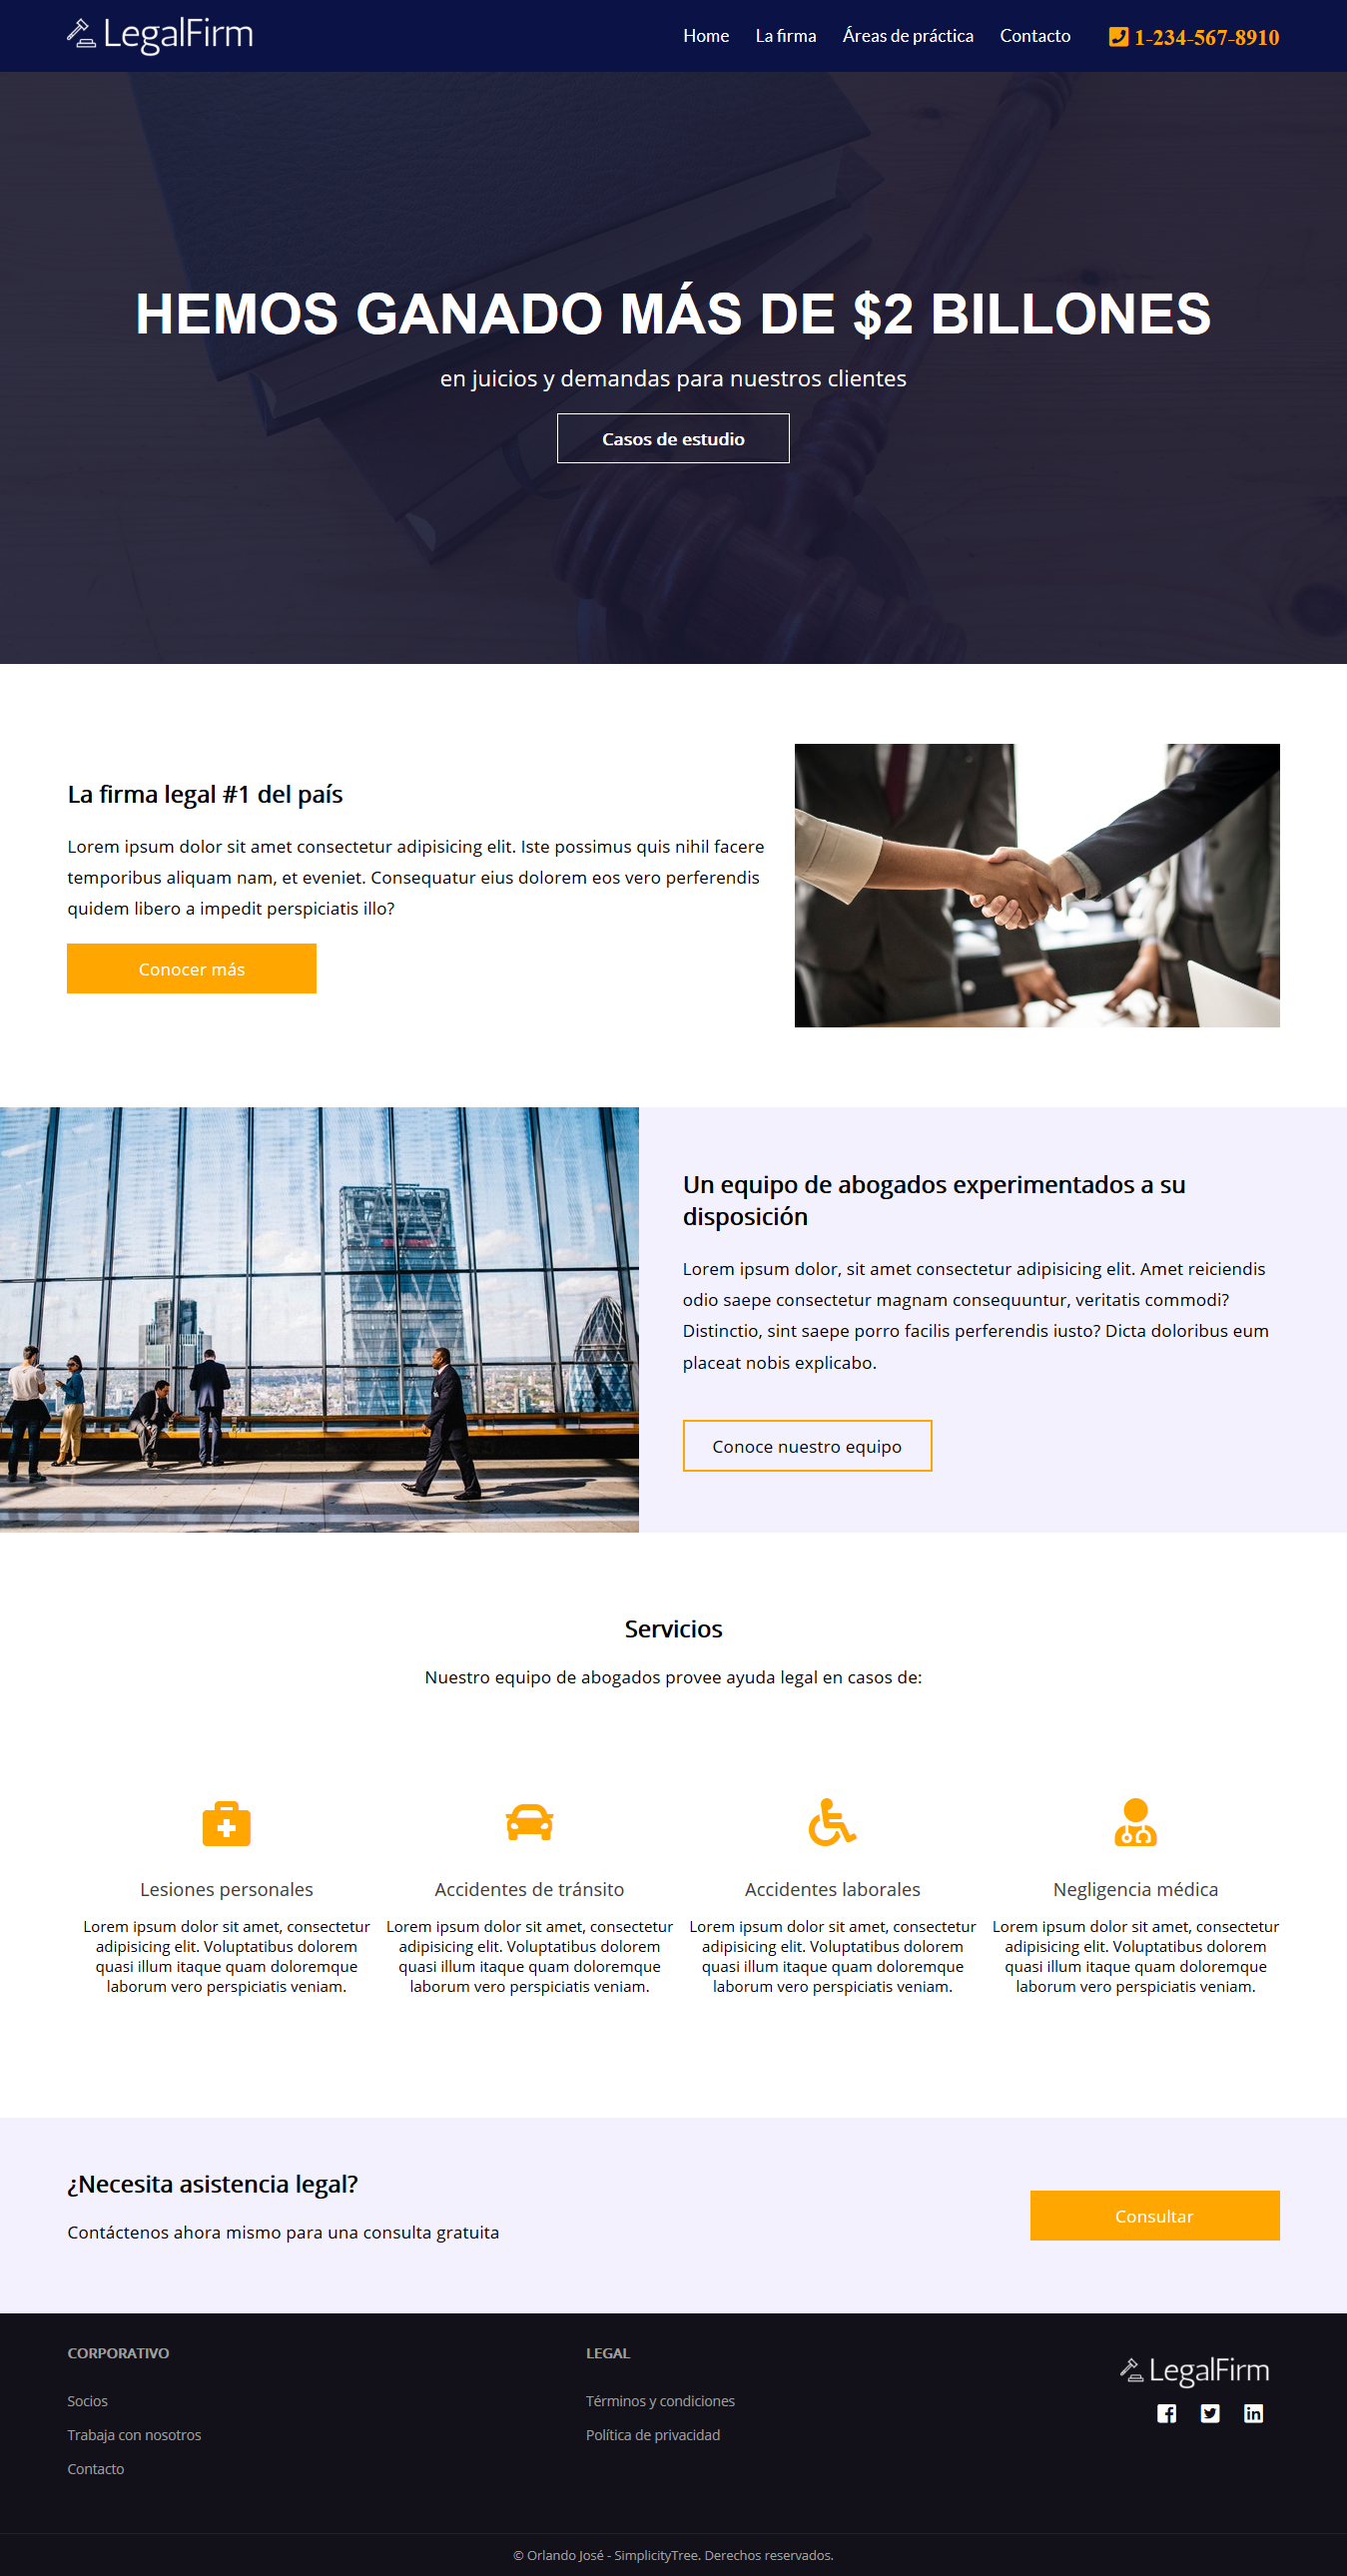 LegalFirm
Home La firma Áreas de práctica Contacto 1-234-567-8910
HEMOS GANADO MÁS DE $2 BILLONES
en juicios y demandas para nuestros clientes
Casos de estudio
La firma legal #1 del país
Lorem ipsum dolor sit amet consectetur adipisicing elit. Iste possimus quis nihil facere
temporibus aliquam nam, et eveniet. Consequatur eius dolorem eos vero perferendis
quidem libero a impedit perspiciatis illo?
Conocer más
Un equipo de abogados experimentados a su
disposición
Lorem ipsum dolor, sit amet consectetur adipisicing elit. Amet reiciendis
odio saepe consectetur magnam consequuntur, veritatis commodi?
Distinctio, sint saepe porro facilis perferendis iusto? Dicta doloribus eum
placeat nobis explicabo.
Conoce nuestro equipo
Servicios
Nuestro equipo de abogados provee ayuda legal en casos de:
Lesiones personales
Lorem ipsum dolor sit amet, consectetur
adipisicing elit. Voluptatibus dolorem
quasi illum itaque quam doloremque
laborum vero perspiciatis veniam.
Accidentes de tránsito
Lorem ipsum dolor sit amet, consectetur
adipisicing elit. Voluptatibus dolorem
quasi illum itaque quam doloremque
laborum vero perspiciatis veniam.
Accidentes laborales
Lorem ipsum dolor sit amet, consectetur
adipisicing elit. Voluptatibus dolorem
quasi illum itaque quam doloremque
laborum vero perspiciatis veniam.
Negligencia médica
Lorem ipsum dolor sit amet, consectetur
adipisicing elit. Voluptatibus dolorem
quasi illum itaque quam doloremque
laborum vero perspiciatis veniam.
¿Necesita asistencia legal?
Contáctenos ahora mismo para una consulta gratuita
Consultar
CORPORATIVO
Socios
Trabaja con nosotros
Contacto
LEGAL
Términos y condiciones
Política de privacidad
LegalFirm
© Orlando José - SimplicityTree. Derechos reservados.